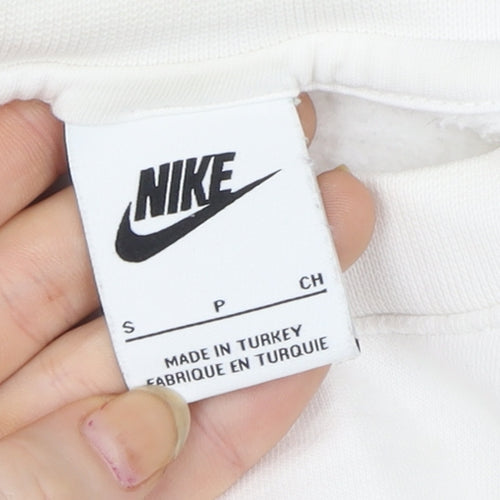 NIKE
S P CH
MADE IN TURKEY
FABRIQUE EN TURQUIE